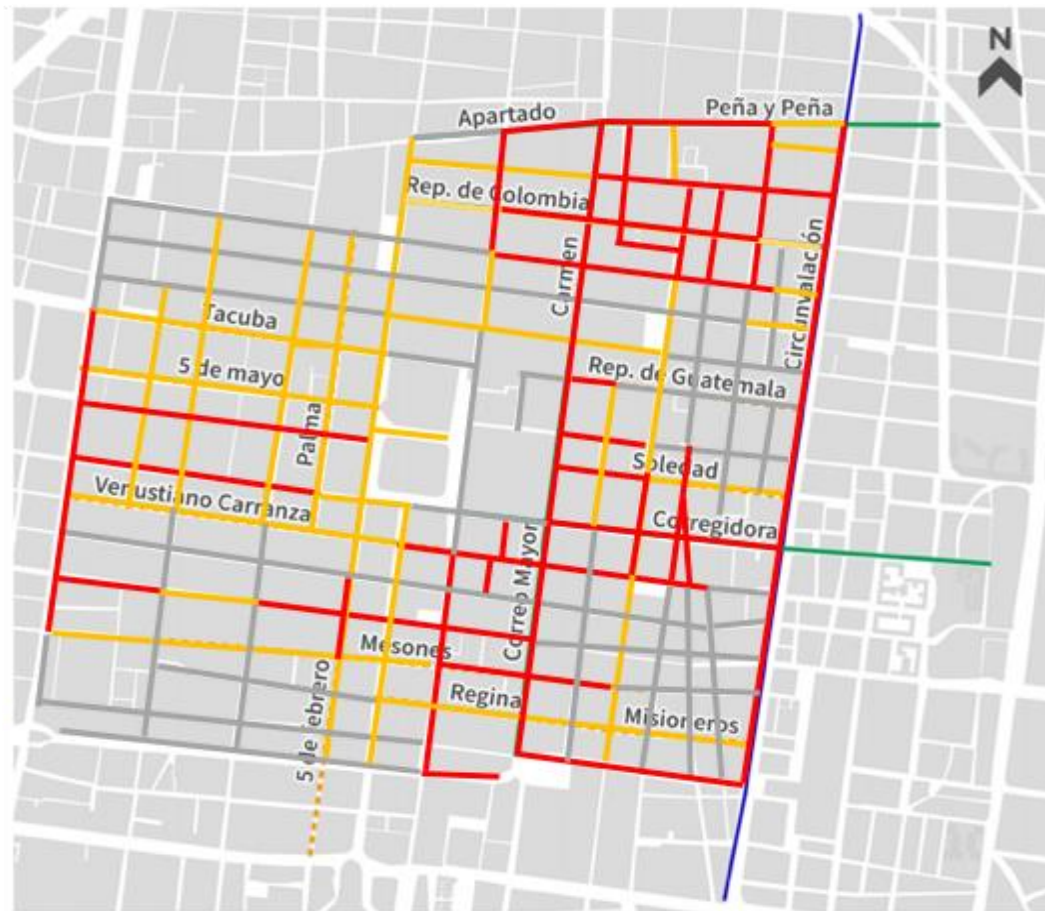 N
Peña y Peña
Apartado
Rep. de Colombia
Circunvalación
Carmen
Tacuba
5 de mayo
Rep. de Guatemala
Palma
Soledad
Venustiano Carranza
Corregidora
Correo Mayor
Mesones
Regina
Misioneros
5 de febrero